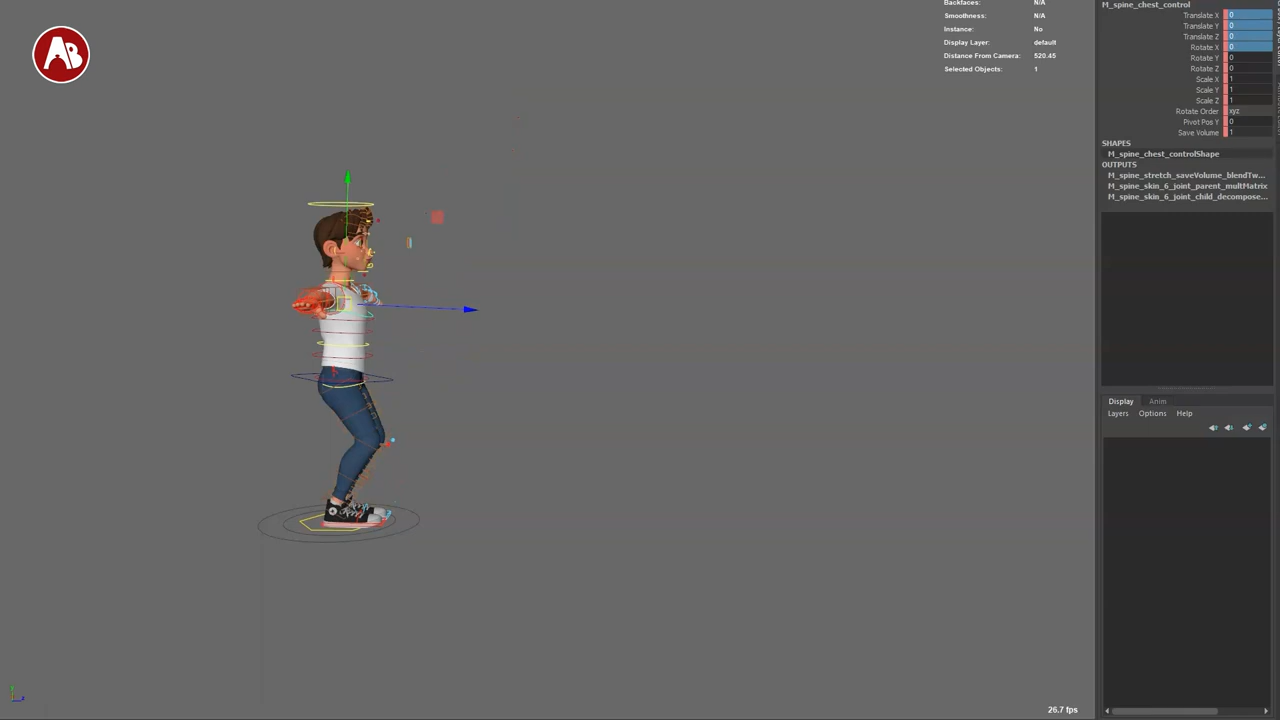 AB
Backfaces: N/A
Smoothness: N/A
Instance: No
Display Layer: default
Distance From Camera: 520.45
Selected Objects: 1
26.7 fps
M_spine_chest_control
Translate X 0
Translate Y 0
Translate Z 0
Rotate X 0
Rotate Y 0
Rotate Z 0
Scale X 1
Scale Y 1
Scale Z 1
Rotate Order xyz
Pivot Pos Y 0
Save Volume 1
SHAPES
M_spine_chest_controlShape
OUTPUTS
M_spine_stretch_saveVolume_blendTw...
M_spine_skin_6_joint_parent_multMatrix
M_spine_skin_6_joint_child_decompose...
Display Anim
Layers Options Help